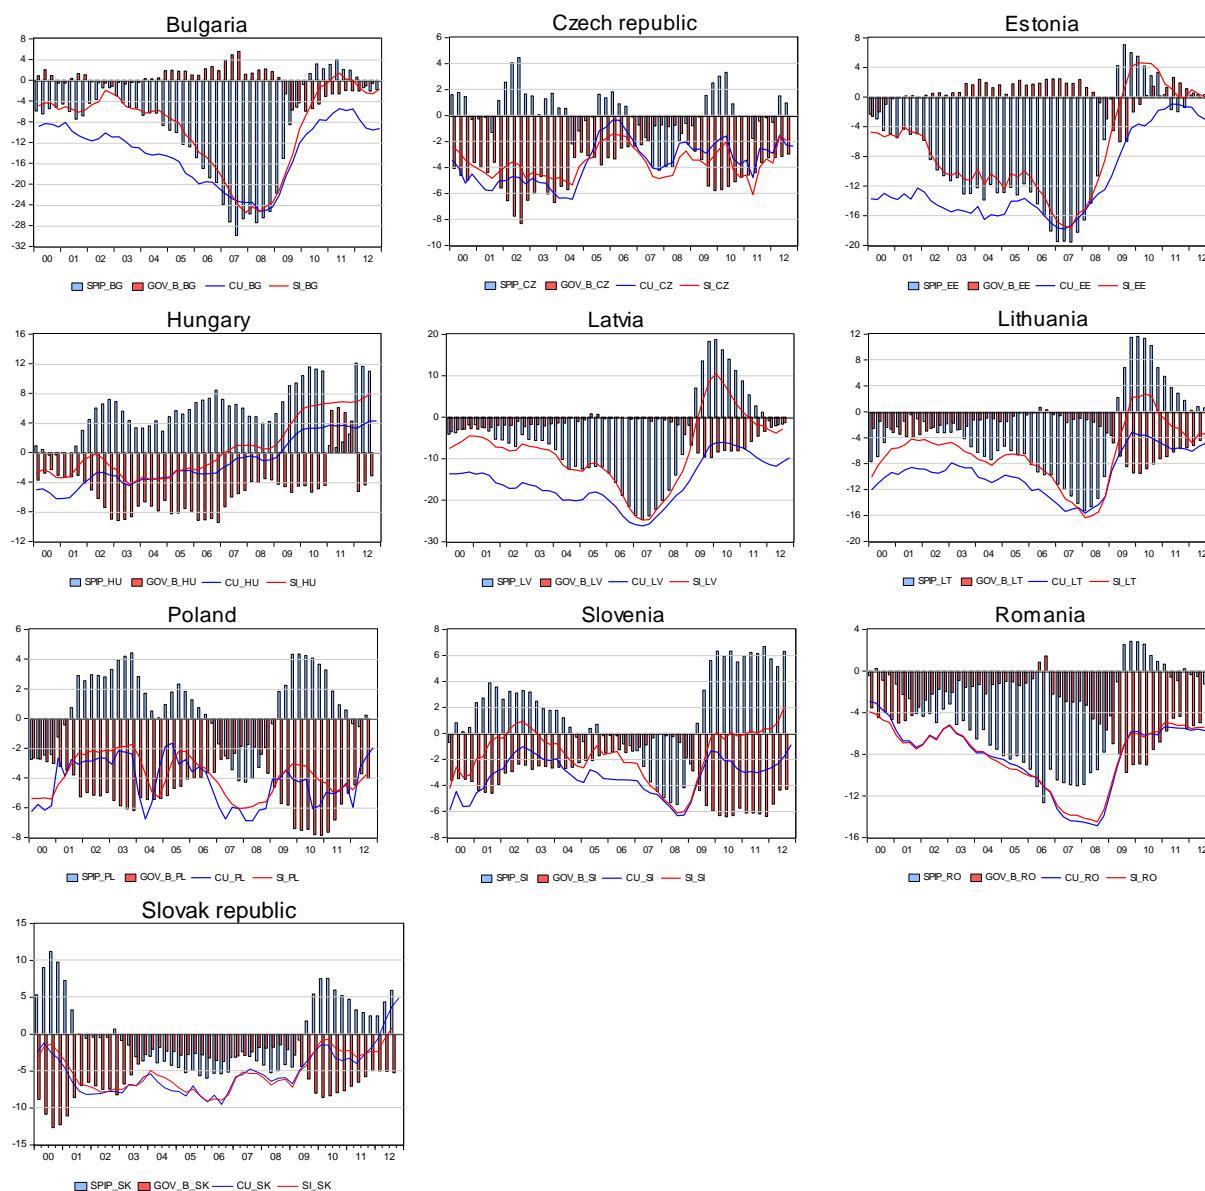 Bulgaria
8
4
0
-4
-8
-12
-16
-20
-24
-28
-32
00 01 02 03 04 05 06 07 08 09 10 11 12
SPIP_BG GOV_B_BG CU_BG SI_BG
Czech republic
6
4
2
0
-2
-4
-6
-8
-10
00 01 02 03 04 05 06 07 08 09 10 11 12
SPIP_CZ GOV_B_CZ CU_CZ SI_CZ
Estonia
8
4
0
-4
-8
-12
-16
-20
00 01 02 03 04 05 06 07 08 09 10 11 12
SPIP_EE GOV_B_EE CU_EE SI_EE
Hungary
16
12
8
4
0
-4
-8
-12
00 01 02 03 04 05 06 07 08 09 10 11 12
SPIP_HU GOV_B_HU CU_HU SI_HU
Latvia
20
10
0
-10
-20
-30
00 01 02 03 04 05 06 07 08 09 10 11 12
SPIP_LV GOV_B_LV CU_LV SI_LV
Lithuania
12
8
4
0
-4
-8
-12
-16
-20
00 01 02 03 04 05 06 07 08 09 10 11 12
SPIP_LT GOV_B_LT CU_LT SI_LT
Poland
6
4
2
0
-2
-4
-6
-8
00 01 02 03 04 05 06 07 08 09 10 11 12
SPIP_PL GOV_B_PL CU_PL SI_PL
Slovenia
8
6
4
2
0
-2
-4
-6
-8
00 01 02 03 04 05 06 07 08 09 10 11 12
SPIP_SI GOV_B_SI CU_SI SI_SI
Romania
4
0
-4
-8
-12
-16
00 01 02 03 04 05 06 07 08 09 10 11 12
SPIP_RO GOV_B_RO CU_RO SI_RO
Slovak republic
15
10
5
0
-5
-10
-15
00 01 02 03 04 05 06 07 08 09 10 11 12
SPIP_SK GOV_B_SK CU_SK SI_SK